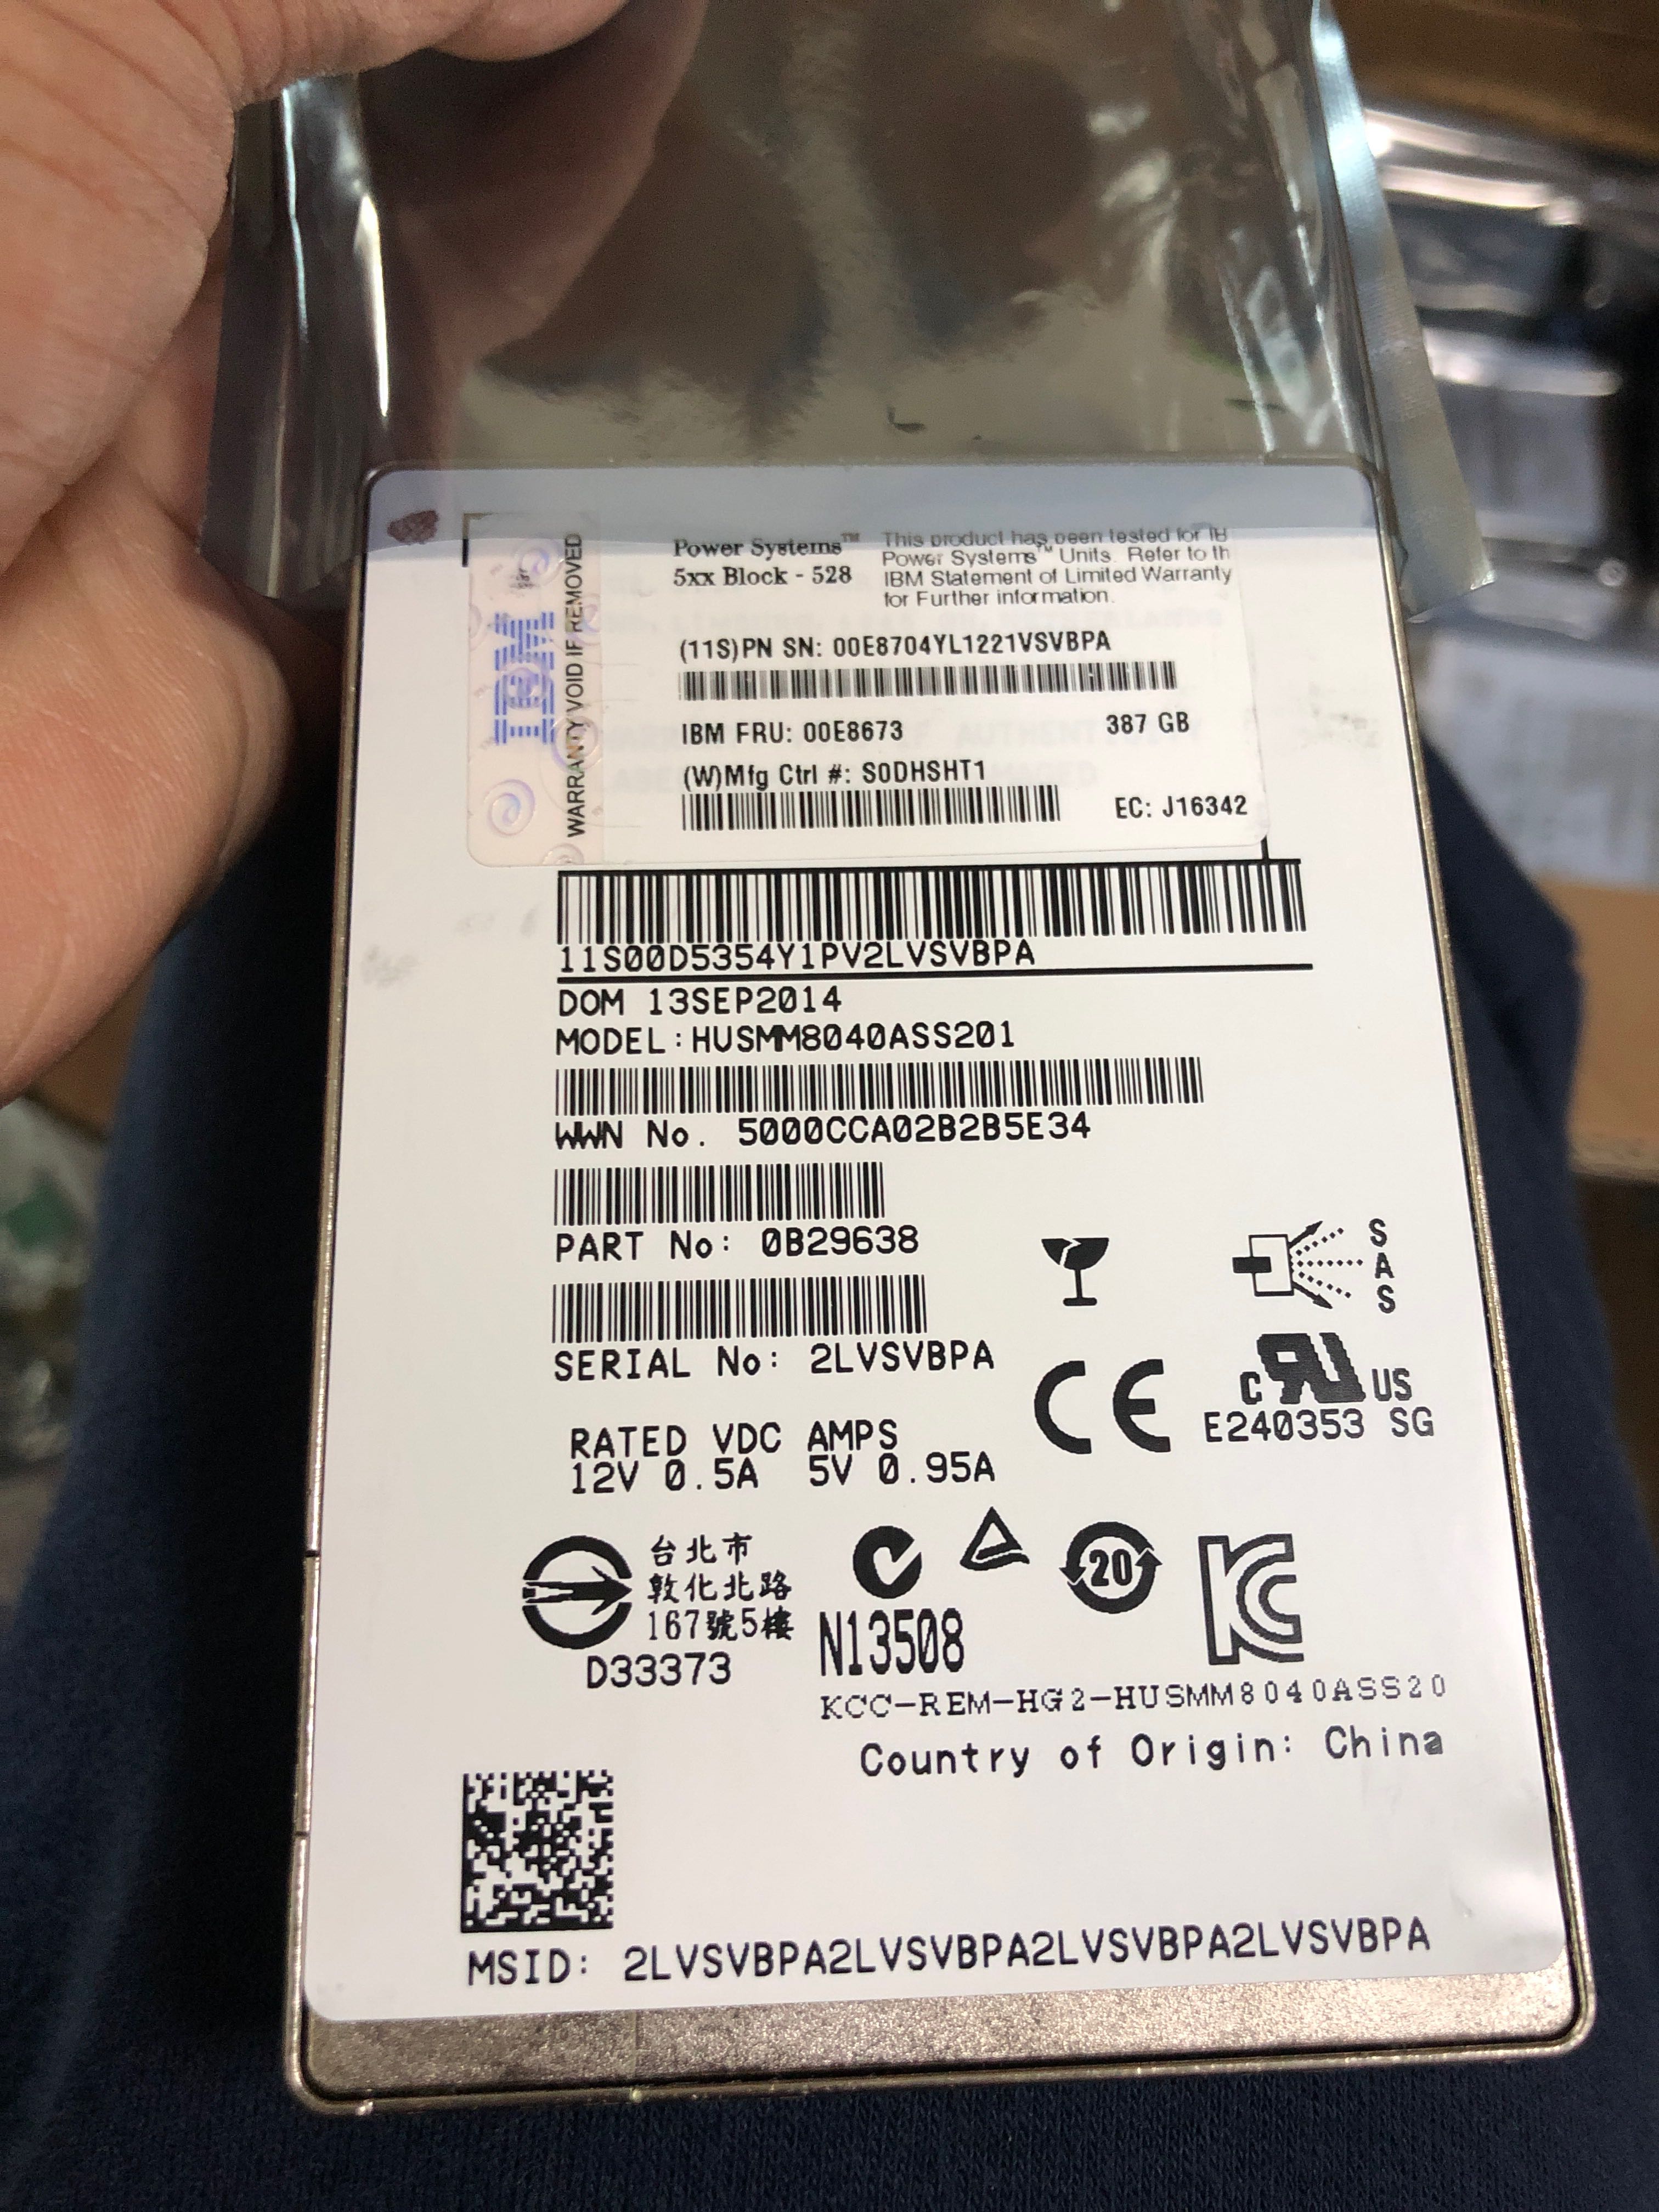 IBM
WARRANTY VOID IF REMOVED
Power Systems™
5xx Block - 528
This product has been tested for IB
Power Systems™ Units. Refer to th
IBM Statement of Limited Warranty
for Further information.
(11S)PN SN: 00E8704YL1221VSVBPA
IBM FRU: 00E8673 387 GB
(W)Mfg Ctrl #: S0DHSHT1
EC: J16342
11S00D5354Y1PV2LVSVBPA
DOM 13SEP2014
MODEL:HUSMM8040ASS201
WWN No. 5000CCA02B2B5E34
PART No: 0B29638
SERIAL No: 2LVSVBPA
SAS
CE
c RU US
E240353 SG
RATED VDC AMPS
12V 0.5A 5V 0.95A
台北市
敦化北路
167號5樓
D33373
N13508
20
KC
KCC-REM-HG2-HUSMM8040ASS20
Country of Origin: China
MSID: 2LVSVBPA2LVSVBPA2LVSVBPA2LVSVBPA